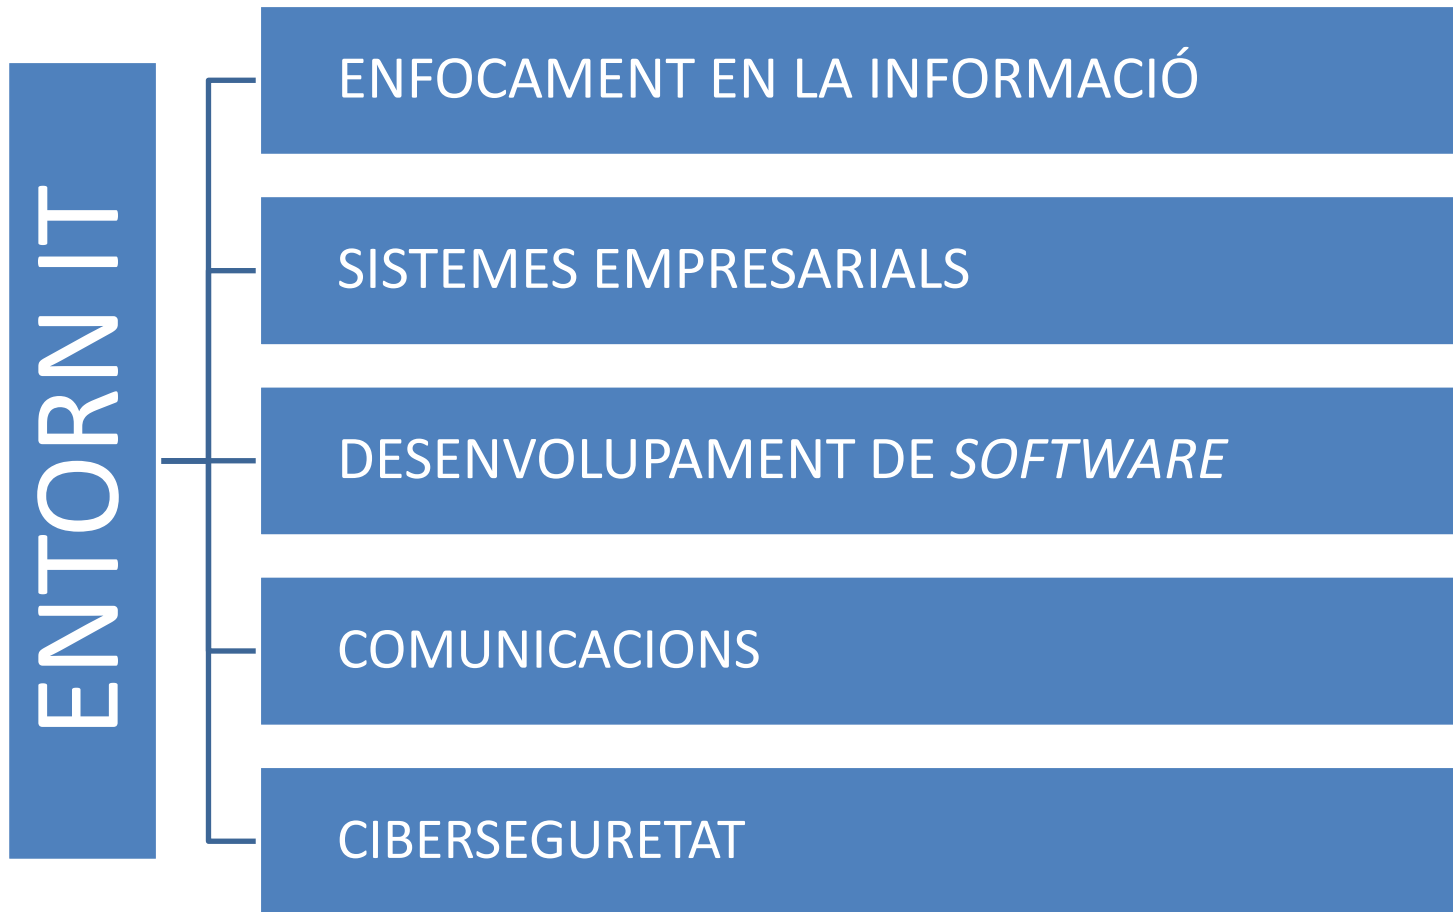 ENTORN IT
ENFOCAMENT EN LA INFORMACIÓ
SISTEMES EMPRESARIALS
DESENVOLUPAMENT DE SOFTWARE
COMUNICACIONS
CIBERSEGURETAT